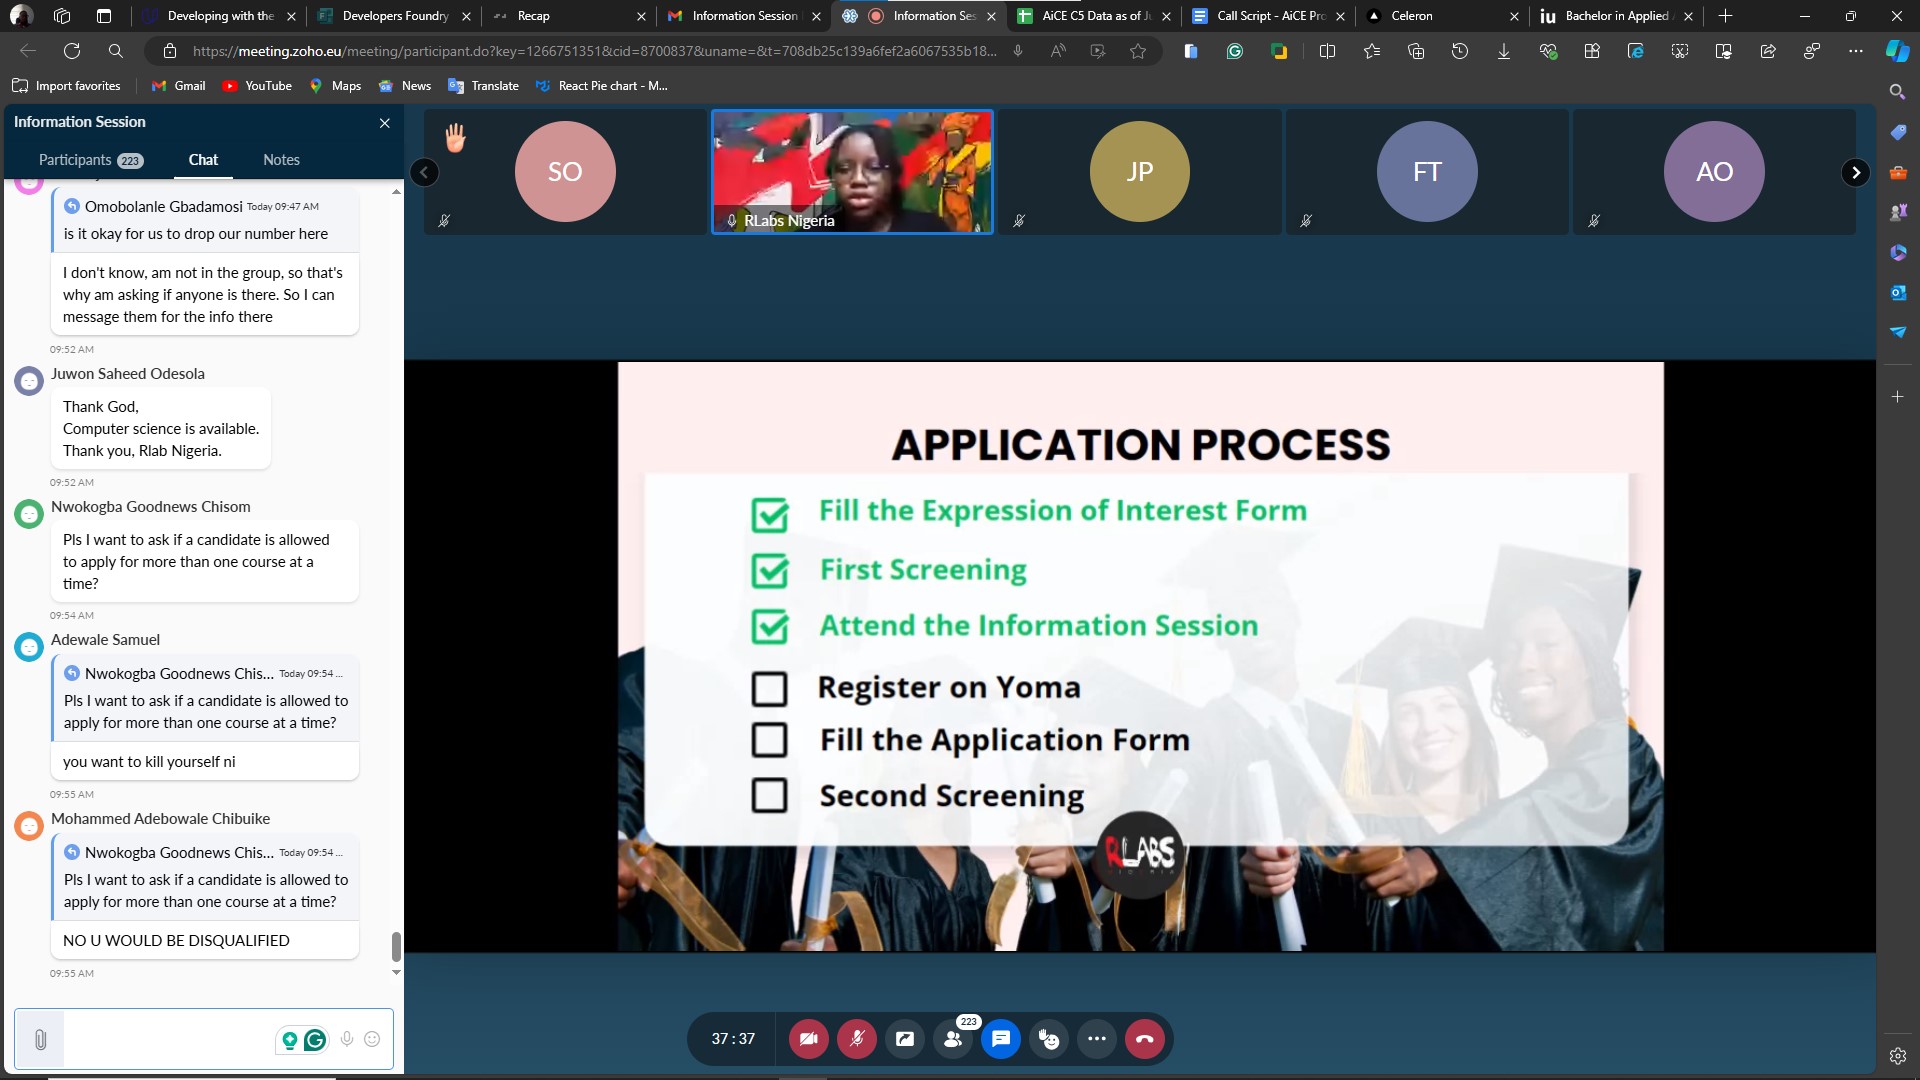 Developing with the
Developers Foundry
Recap
Information Session
Information Ses
AiCE C5 Data as of Ju
Call Script - AiCE Pro
Celeron
Bachelor in Applied
https://meeting.zoho.eu/meeting/participant.do?key=1266751351&cid=8700837&uname=&t=708db25c139a6fef2a6067535b18...
Import favorites
Gmail
YouTube
Maps
News
Translate
React Pie chart - M...
Information Session
Participants 223
Chat
Notes
Omobolanle Gbadamosi Today 09:47 AM
is it okay for us to drop our number here
I don't know, am not in the group, so that's
why am asking if anyone is there. So I can
message them for the info there
09:52 AM
Juwon Saheed Odesola
Thank God,
Computer science is available.
Thank you, Rlab Nigeria.
09:52 AM
Nwokogba Goodnews Chisom
Pls I want to ask if a candidate is allowed
to apply for more than one course at a
time?
09:54 AM
Adewale Samuel
Nwokogba Goodnews Chis... Today 09:54 ...
Pls I want to ask if a candidate is allowed to
apply for more than one course at a time?
you want to kill yourself ni
09:55 AM
Mohammed Adebowale Chibuike
Nwokogba Goodnews Chis... Today 09:54 ...
Pls I want to ask if a candidate is allowed to
apply for more than one course at a time?
NO U WOULD BE DISQUALIFIED
09:55 AM
SO
RLabs Nigeria
JP
FT
AO
APPLICATION PROCESS
Fill the Expression of Interest Form
First Screening
Attend the Information Session
Register on Yoma
Fill the Application Form
Second Screening
RLABS
37:37
223